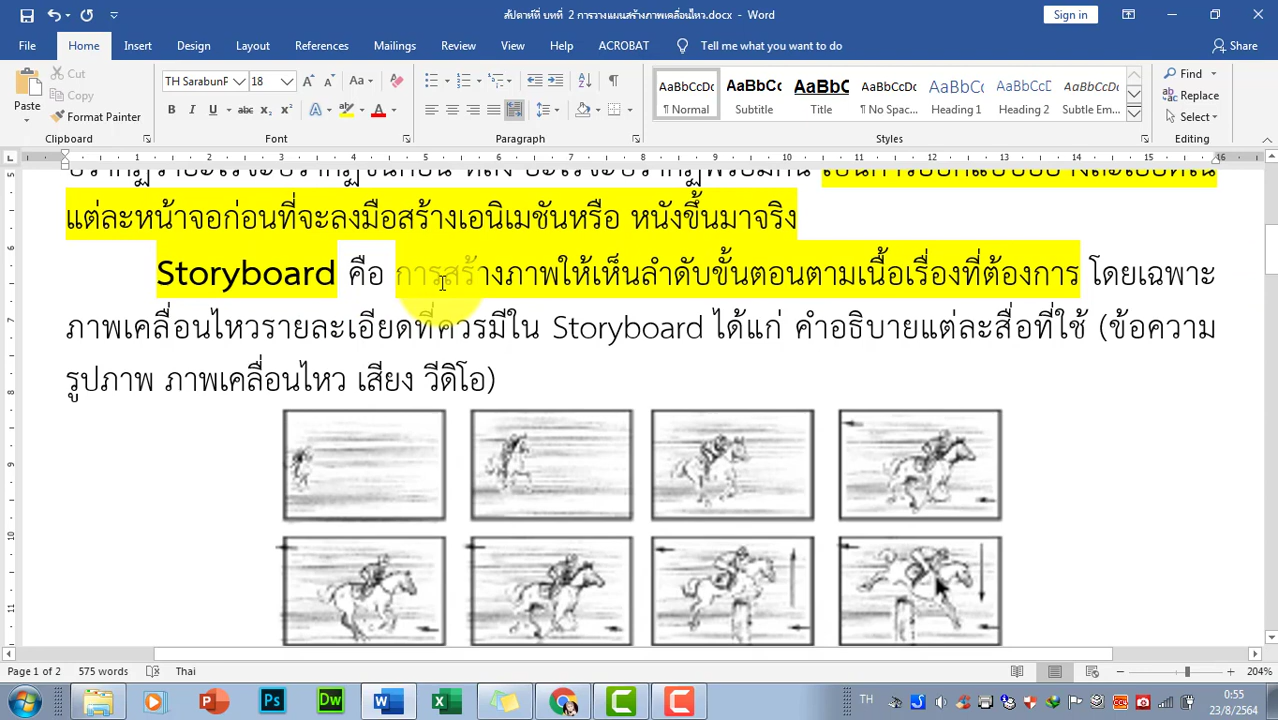 สัปดาห์ที่ บทที่ 2 การวางแผนสร้างภาพเคลื่อนไหว.docx - Word
Sign in
File Home Insert Design Layout References Mailings Review View Help ACROBAT Tell me what you want to do Share
Paste
Cut
Copy
Format Painter
Clipboard
TH SarabunF 18
Font
Paragraph
AaBbCcDc AaBbCc AaBbCc AaBbCcDc AaBbCcD AaBbCcD AaBbCcDc
¶ Normal Subtitle Title ¶ No Spac... Heading 1 Heading 2 Subtle Em...
Styles
Find
Replace
Select
Editing
แต่ละหน้าจอก่อนที่จะลงมือสร้างเอนิเมชันหรือ หนังขึ้นมาจริง
Storyboard คือ การสร้างภาพให้เห็นลำดับขั้นตอนตามเนื้อเรื่องที่ต้องการ โดยเฉพาะ
ภาพเคลื่อนไหวรายละเอียดที่ควรมีใน Storyboard ได้แก่ คำอธิบายแต่ละสื่อที่ใช้ (ข้อความ
รูปภาพ ภาพเคลื่อนไหว เสียง วีดิโอ)
Page 1 of 2 575 words Thai 204%
TH 0:55
23/8/2564